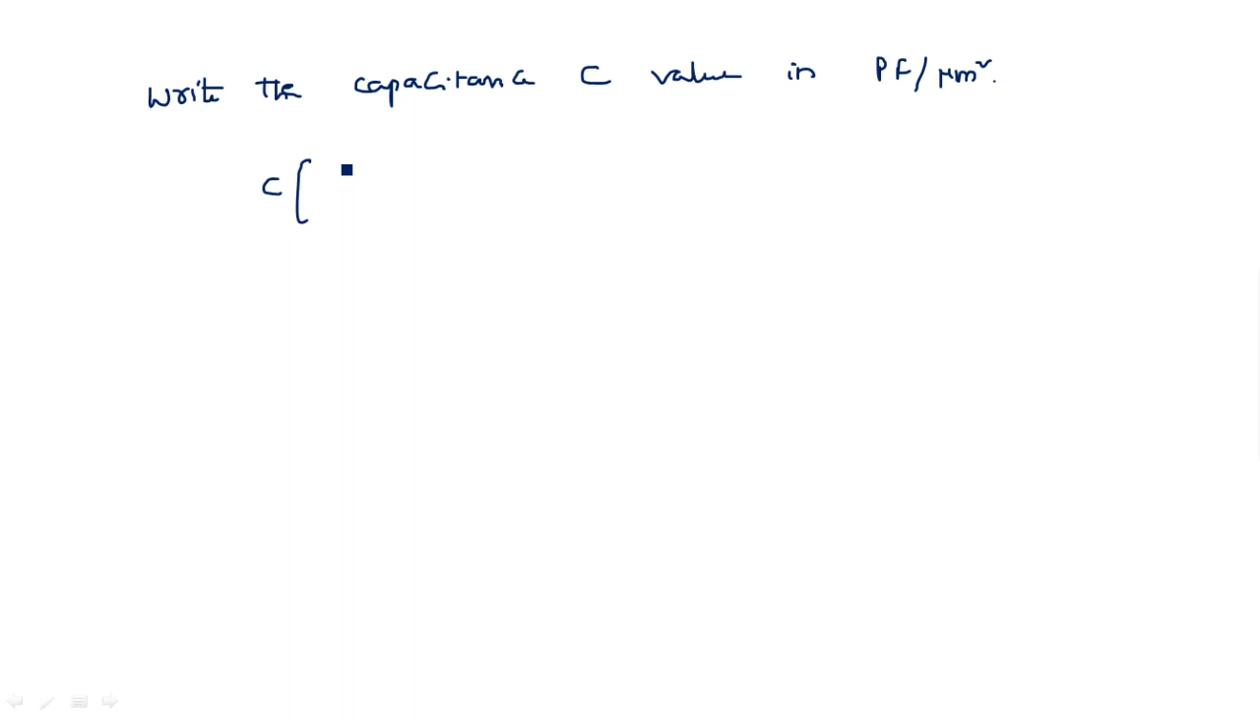 Write the capacitance C value in PF/μm².
C [